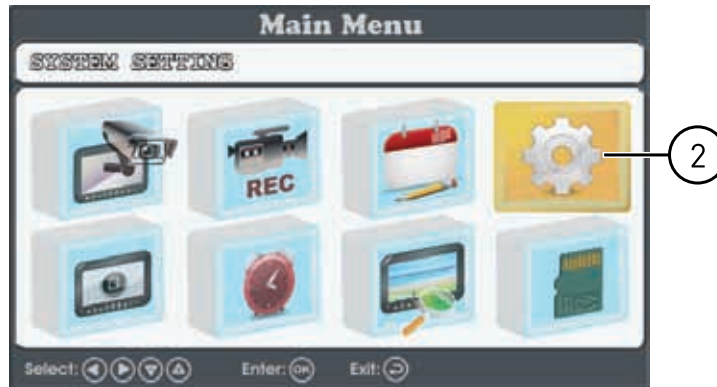 Main Menu
SYSTEM SETTING
REC
2
Select: Enter: OK Exit: